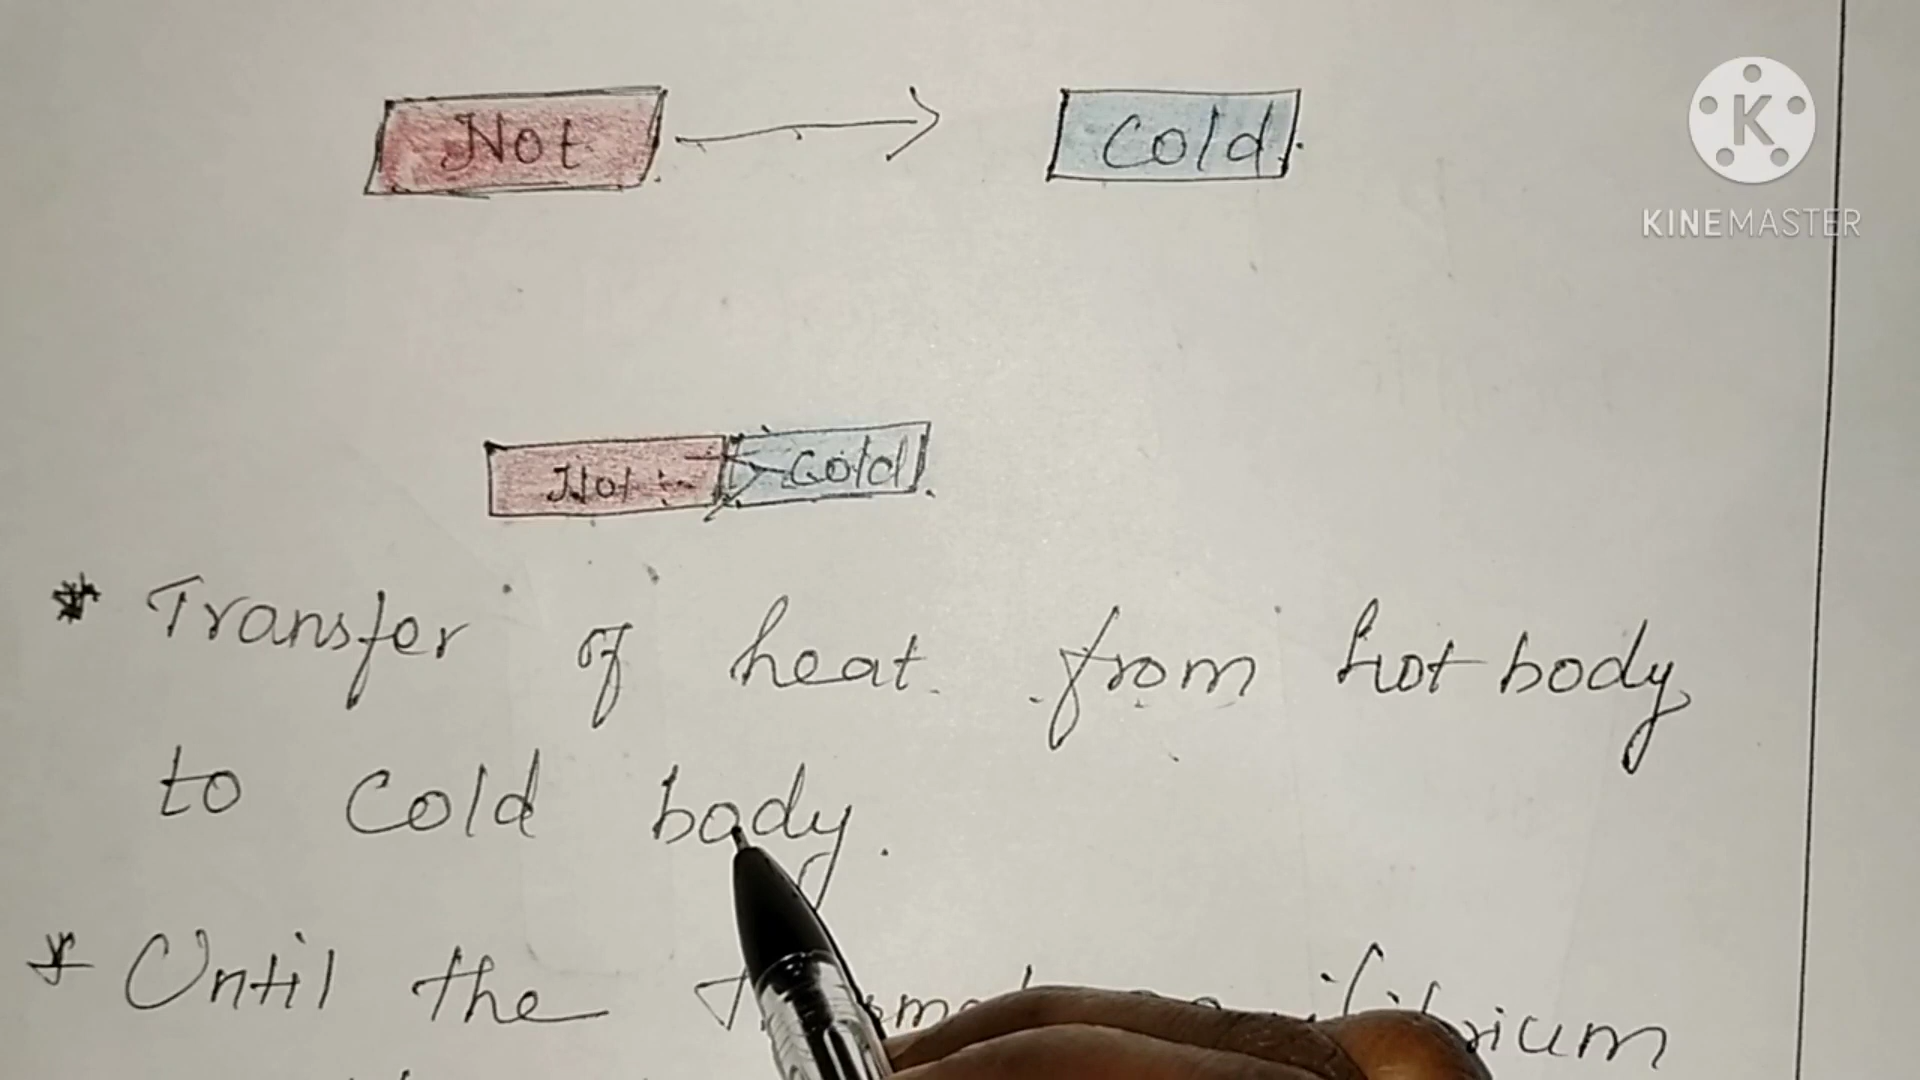 Hot
Cold
KINEMASTER
Hot
Cold
* Transfer of heat from hot body
to Cold body.
* Until the